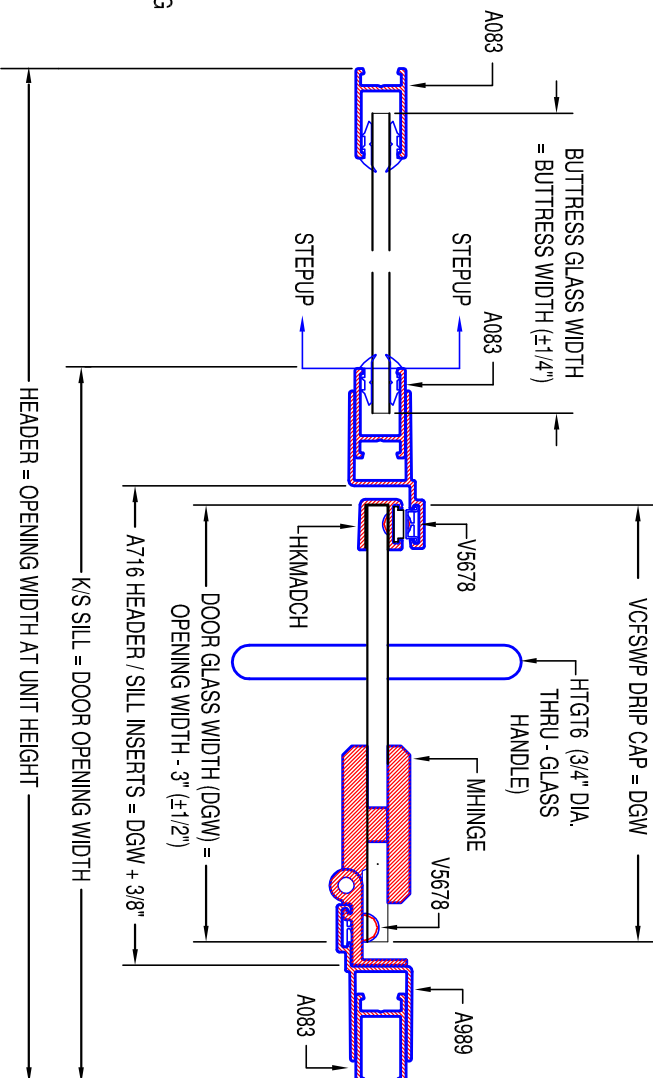 A083
BUTTRESS GLASS WIDTH
= BUTTRESS WIDTH (±1/4")
STEPUP
STEPUP
A083
V5678
VCFSWP DRIP CAP = DGW
HTGT6 (3/4" DIA.
THRU - GLASS
HANDLE)
HKMADCH
MHINGE
V5678
DOOR GLASS WIDTH (DGW) =
OPENING WIDTH - 3" (±1/2")
A716 HEADER / SILL INSERTS = DGW + 3/8"
K/S SILL = DOOR OPENING WIDTH
HEADER = OPENING WIDTH AT UNIT HEIGHT
A989
A083
G